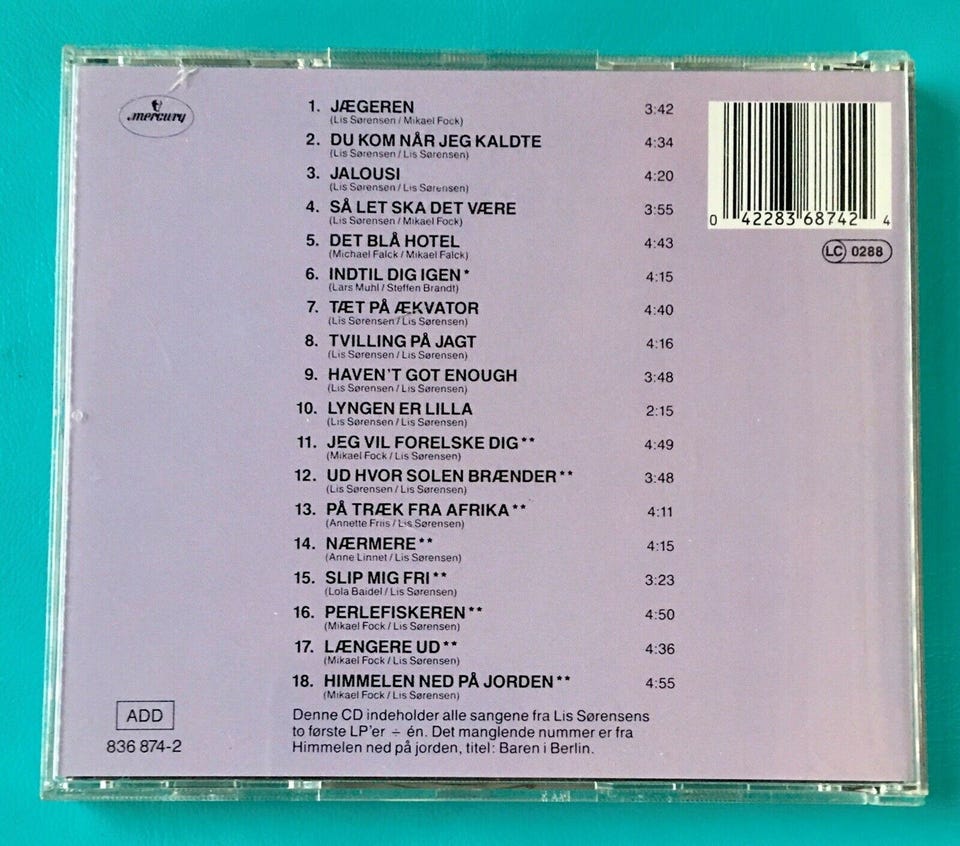 mercury
1. JÆGEREN 3:42
(Lis Sørensen / Mikael Fock)
2. DU KOM NÅR JEG KALDTE 4:34
(Lis Sørensen / Lis Sørensen)
3. JALOUSI 4:20
(Lis Sørensen / Lis Sørensen)
4. SÅ LET SKA DET VÆRE 3:55
(Lis Sørensen / Mikael Fock)
5. DET BLÅ HOTEL 4:43
(Michael Falck / Mikael Falck)
6. INDTIL DIG IGEN* 4:15
(Lars Muhl / Steffen Brandt)
7. TÆT PÅ ÆKVATOR 4:40
(Lis Sørensen / Lis Sørensen)
8. TVILLING PÅ JAGT 4:16
(Lis Sørensen / Lis Sørensen)
9. HAVEN'T GOT ENOUGH 3:48
(Lis Sørensen / Lis Sørensen)
10. LYNGEN ER LILLA 2:15
(Lis Sørensen / Lis Sørensen)
11. JEG VIL FORELSKE DIG** 4:49
(Mikael Fock / Lis Sørensen)
12. UD HVOR SOLEN BRÆNDER** 3:48
(Lis Sørensen / Lis Sørensen)
13. PÅ TRÆK FRA AFRIKA** 4:11
(Annette Friis / Lis Sørensen)
14. NÆRMERE** 4:15
(Anne Linnet / Lis Sørensen)
15. SLIP MIG FRI** 3:23
(Lola Baidel / Lis Sørensen)
16. PERLEFISKEREN** 4:50
(Mikael Fock / Lis Sørensen)
17. LÆNGERE UD** 4:36
(Mikael Fock / Lis Sørensen)
18. HIMMELEN NED PÅ JORDEN** 4:55
(Mikael Fock / Lis Sørensen)
Denne CD indeholder alle sangene fra Lis Sørensens
to første LP'er ÷ én. Det manglende nummer er fra
Himmelen ned på jorden, titel: Baren i Berlin.
0 42283 68742 4
LC 0288
ADD
836 874-2